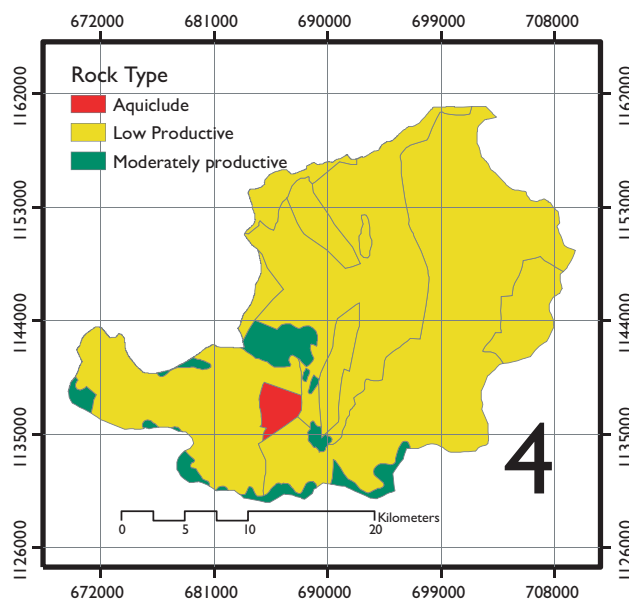 672000 681000 690000 699000 708000
Rock Type
Aquiclude
Low Productive
Moderately productive
1162000 1162000
1153000 1153000
1144000 1144000
1135000 1135000
1126000 1126000
4
Kilometers
0 5 10 20
672000 681000 690000 699000 708000